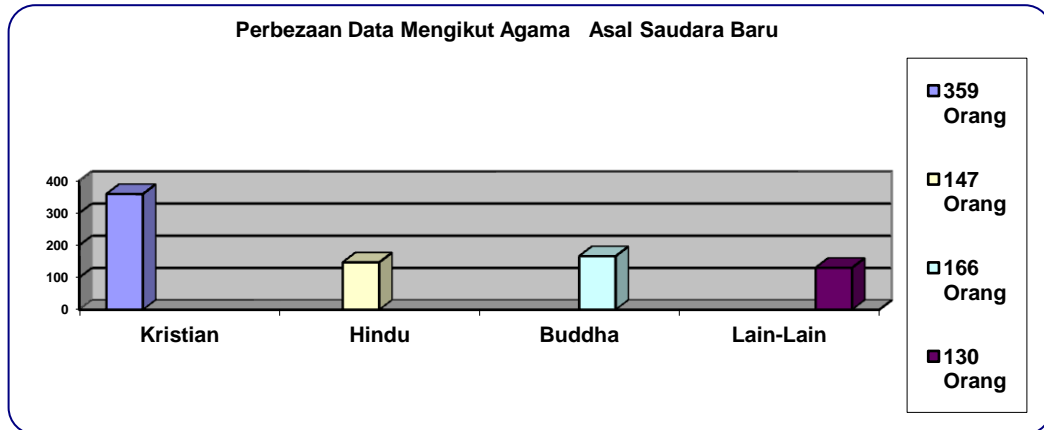 Perbezaan Data Mengikut Agama Asal Saudara Baru
400
300
200
100
0
Kristian Hindu Buddha Lain-Lain
359
Orang
147
Orang
166
Orang
130
Orang